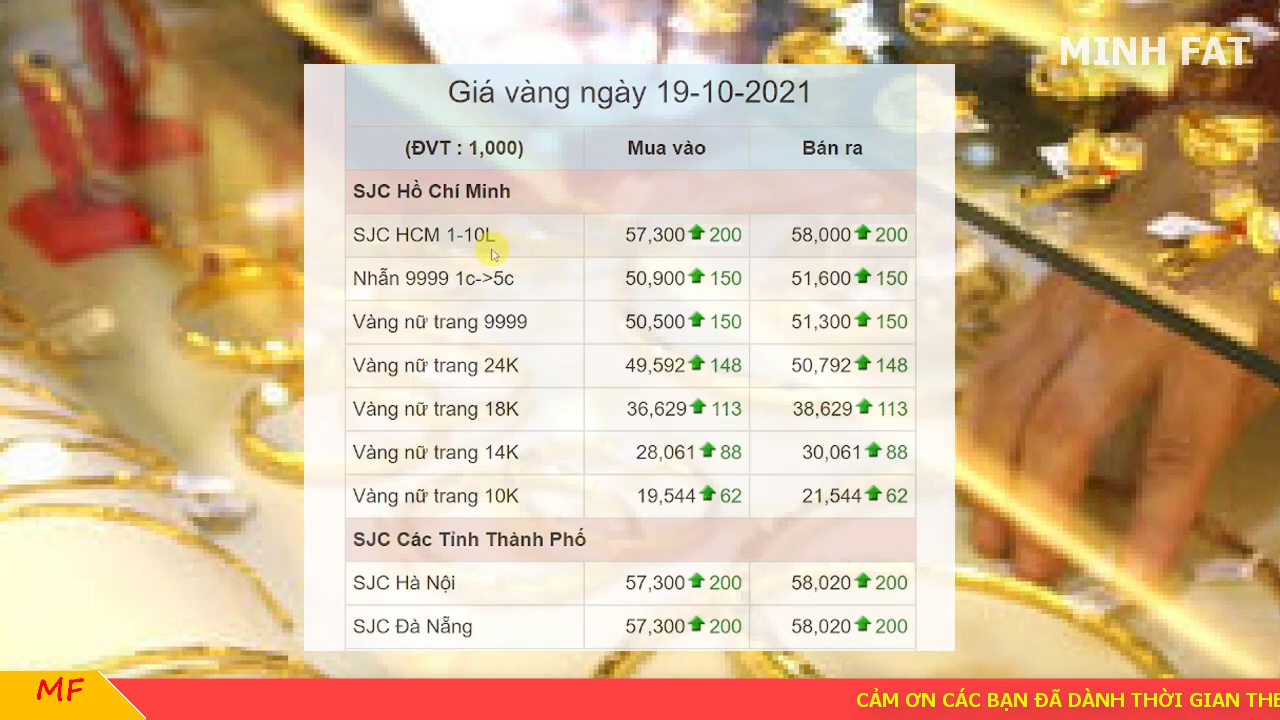 MINH FAT
Giá vàng ngày 19-10-2021
(ĐVT : 1,000) Mua vào Bán ra
SJC Hồ Chí Minh
SJC HCM 1-10L 57,300 200 58,000 200
Nhẫn 9999 1c->5c 50,900 150 51,600 150
Vàng nữ trang 9999 50,500 150 51,300 150
Vàng nữ trang 24K 49,592 148 50,792 148
Vàng nữ trang 18K 36,629 113 38,629 113
Vàng nữ trang 14K 28,061 88 30,061 88
Vàng nữ trang 10K 19,544 62 21,544 62
SJC Các Tỉnh Thành Phố
SJC Hà Nội 57,300 200 58,020 200
SJC Đà Nẵng 57,300 200 58,020 200
MF
CẢM ƠN CÁC BẠN ĐÃ DÀNH THỜI GIAN THE